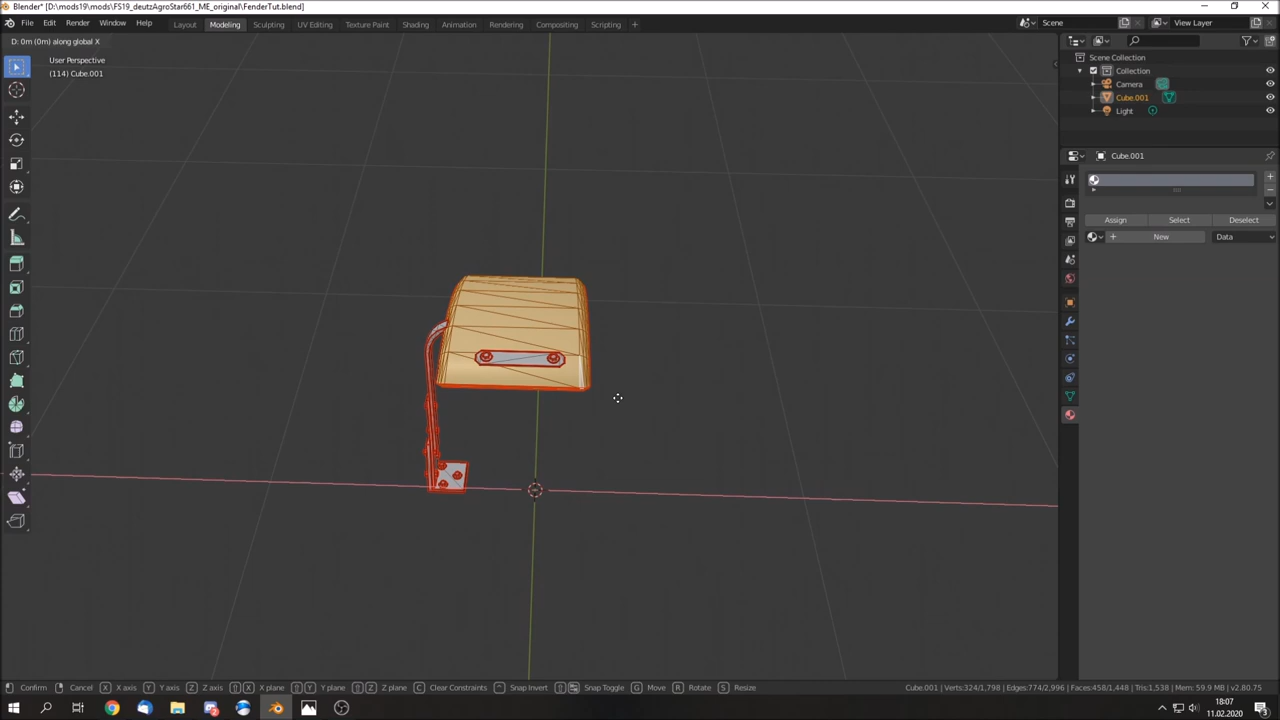 Blender* [D:\mods19\mods\FS19_deutzAgroStar661_ME_original\FenderTut.blend]
File Edit Render Window Help Layout Modeling Sculpting UV Editing Texture Paint Shading Animation Rendering Compositing Scripting + Scene View Layer
D: 0m (0m) along global X
User Perspective
(114) Cube.001
Scene Collection
Collection
Camera
Cube.001
Light
Cube.001
Assign Select Deselect
New Data
Confirm Cancel X X axis Y Y axis Z Z axis X X plane Y Y plane Z Z plane C Clear Constraints Snap Invert Snap Toggle G Move R Rotate S Resize Cube.001 | Verts:324/1,798 | Edges:774/2,996 | Faces:458/1,448 | Tris:1,538 | Mem: 59.9 MB | v2.80.75
18:07
11.02.2020